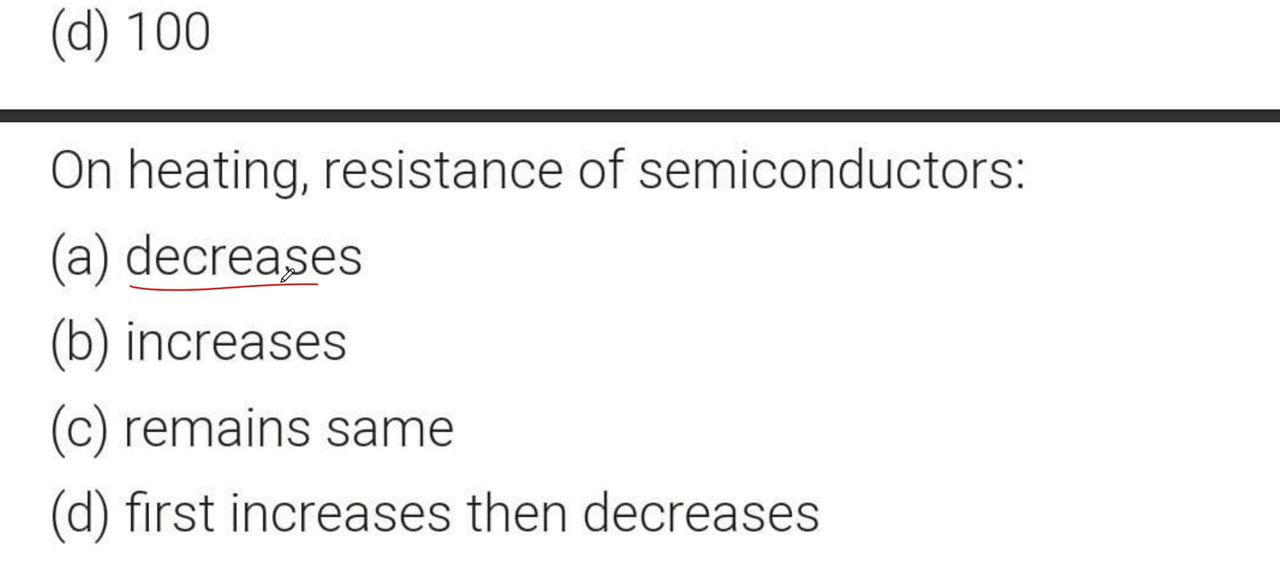 (d) 100
On heating, resistance of semiconductors:
(a) decreases
(b) increases
(c) remains same
(d) first increases then decreases